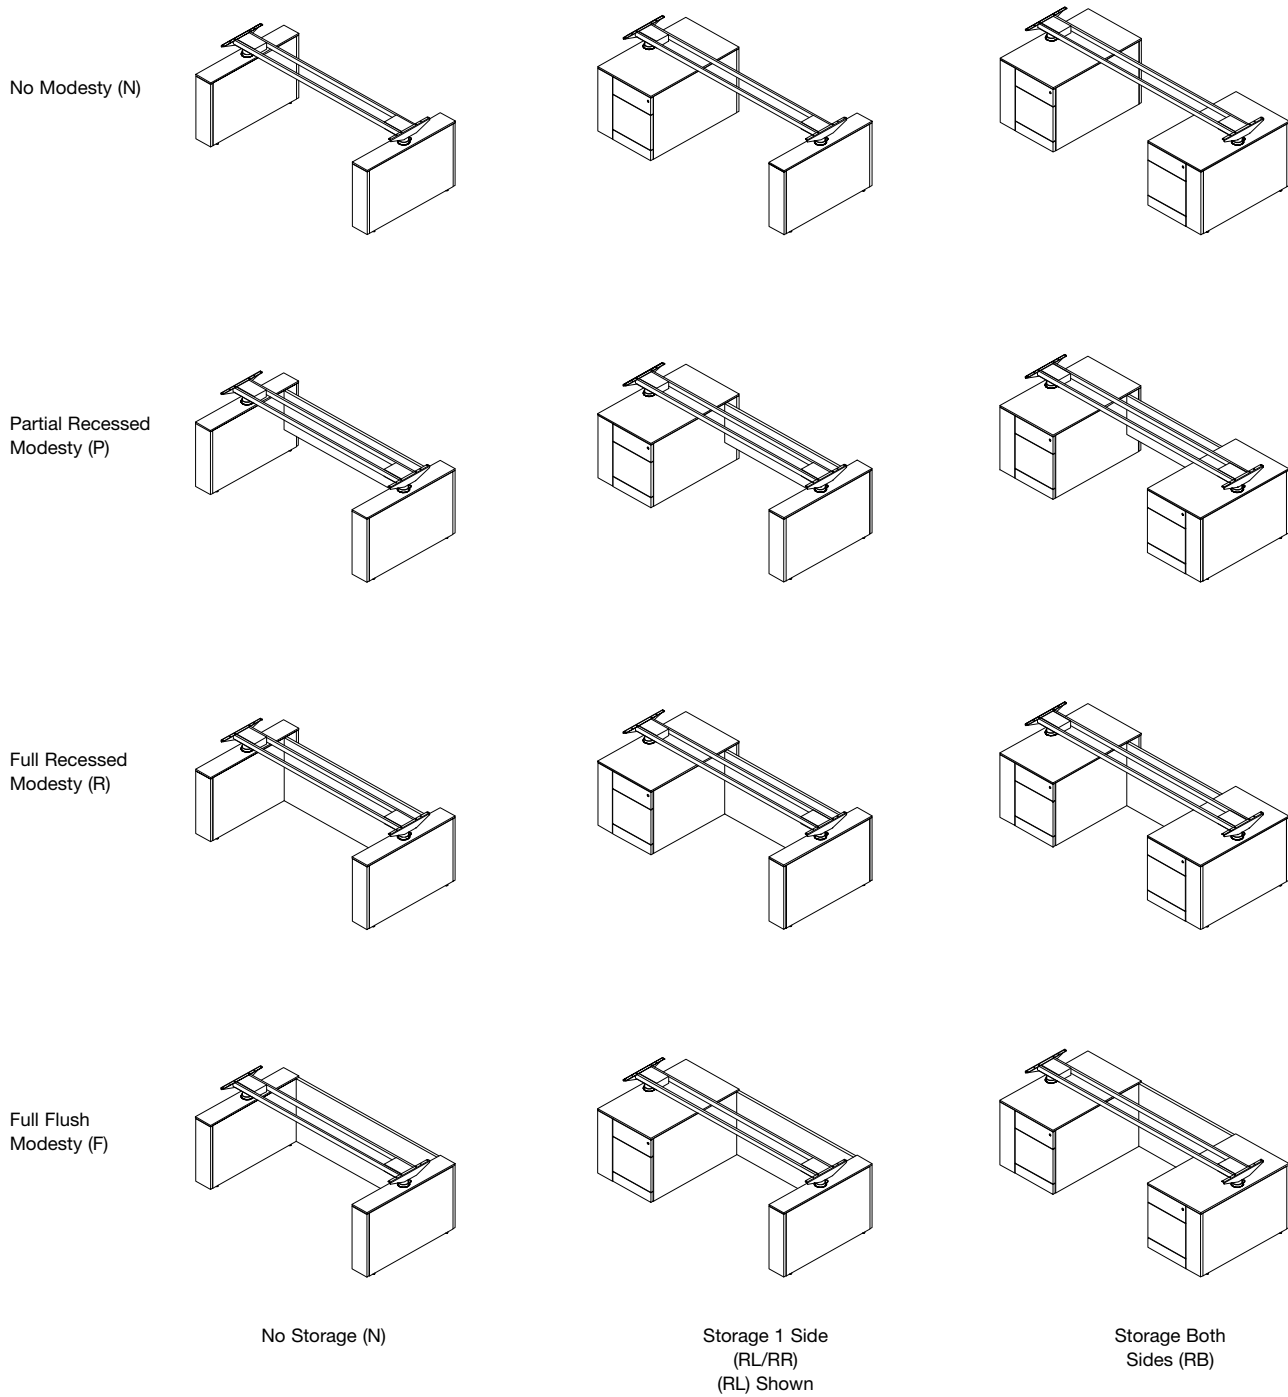 No Modesty (N)
Partial Recessed
Modesty (P)
Full Recessed
Modesty (R)
Full Flush
Modesty (F)
No Storage (N)
Storage 1 Side
(RL/RR)
(RL) Shown
Storage Both
Sides (RB)